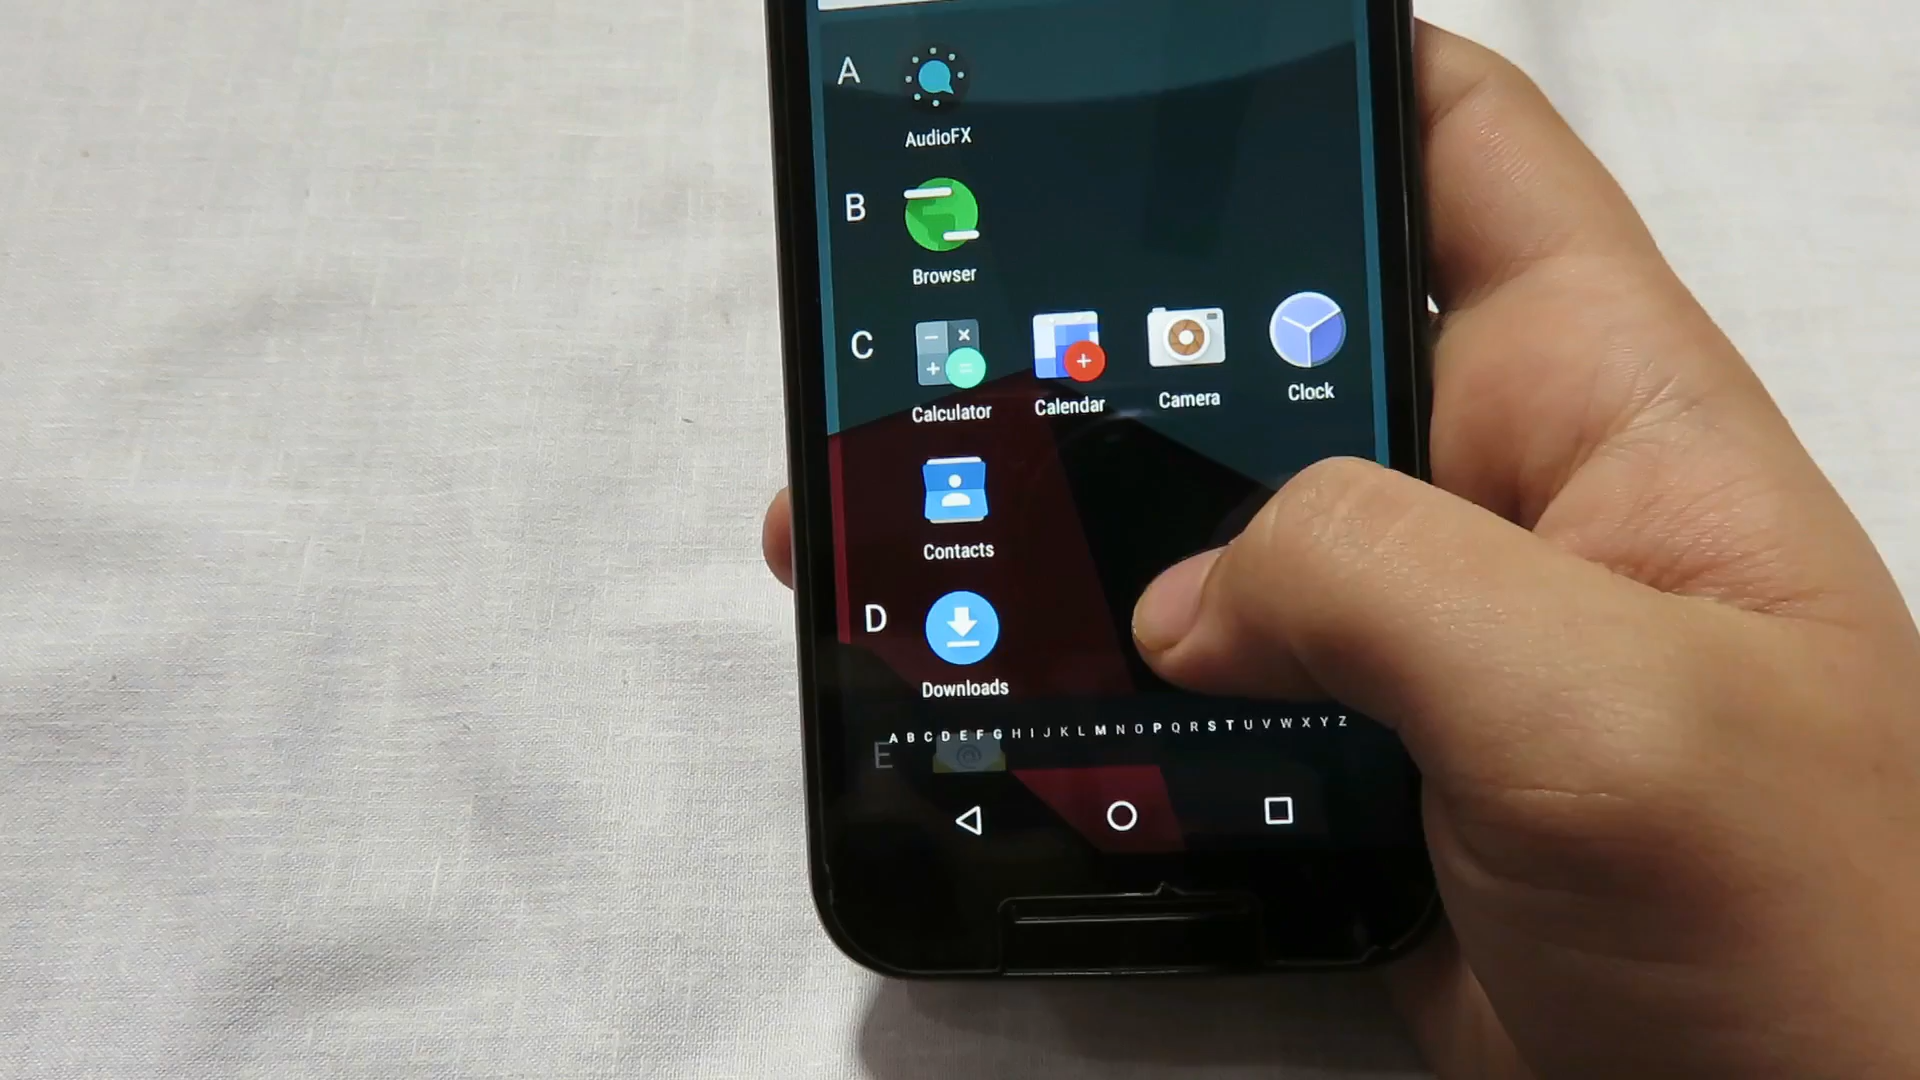 A
AudioFX
B
Browser
C
Calculator Calendar Camera Clock
Contacts
D
Downloads
A B C D E F G H I J K L M N O P Q R S T U V W X Y Z
E